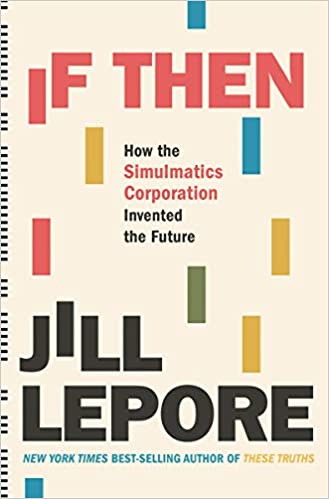 IF THEN
How the
Simulmatics
Corporation
Invented
the Future
JILL
LEPORE
NEW YORK TIMES BEST-SELLING AUTHOR OF THESE TRUTHS